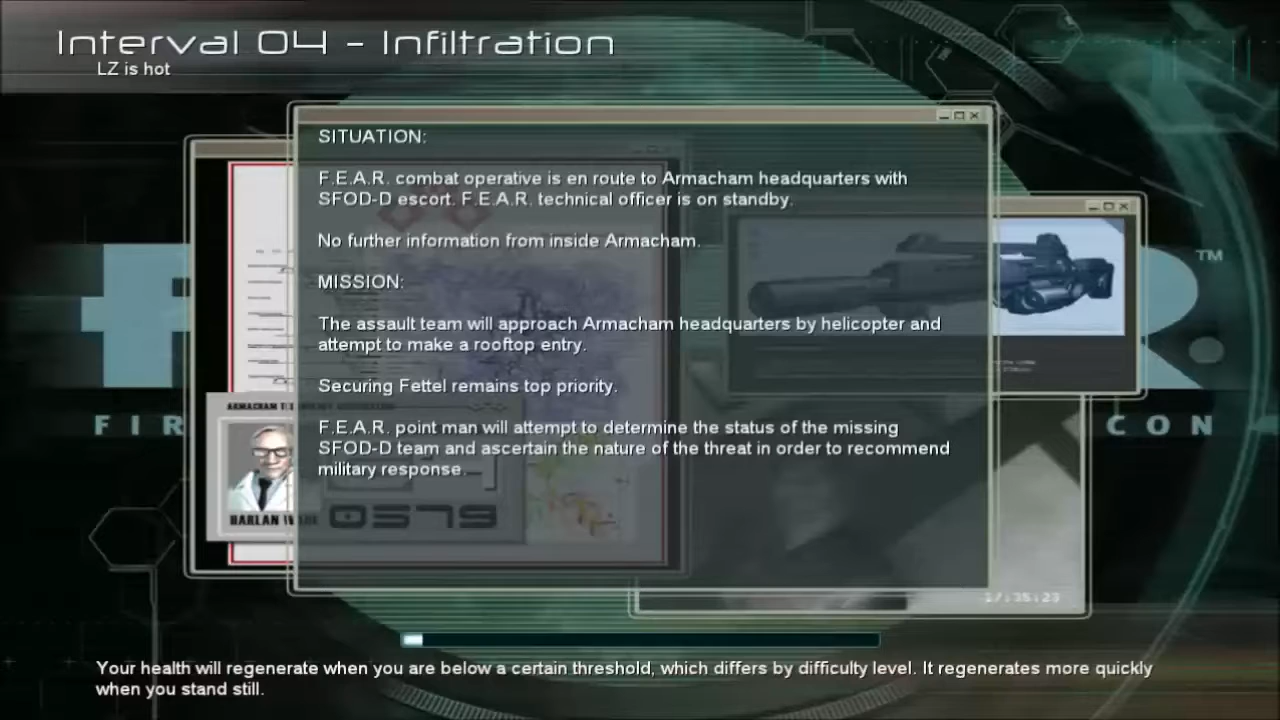 Interval 04 - Infiltration
LZ is hot
SITUATION:
F.E.A.R. combat operative is en route to Armacham headquarters with
SFOD-D escort. F.E.A.R. technical officer is on standby.
No further information from inside Armacham.
MISSION:
The assault team will approach Armacham headquarters by helicopter and
attempt to make a rooftop entry.
Securing Fettel remains top priority.
F.E.A.R. point man will attempt to determine the status of the missing
SFOD-D team and ascertain the nature of the threat in order to recommend
military response.
TM
FIR
CON
HARLAN WADE
0579
17:35:23
Your health will regenerate when you are below a certain threshold, which differs by difficulty level. It regenerates more quickly
when you stand still.